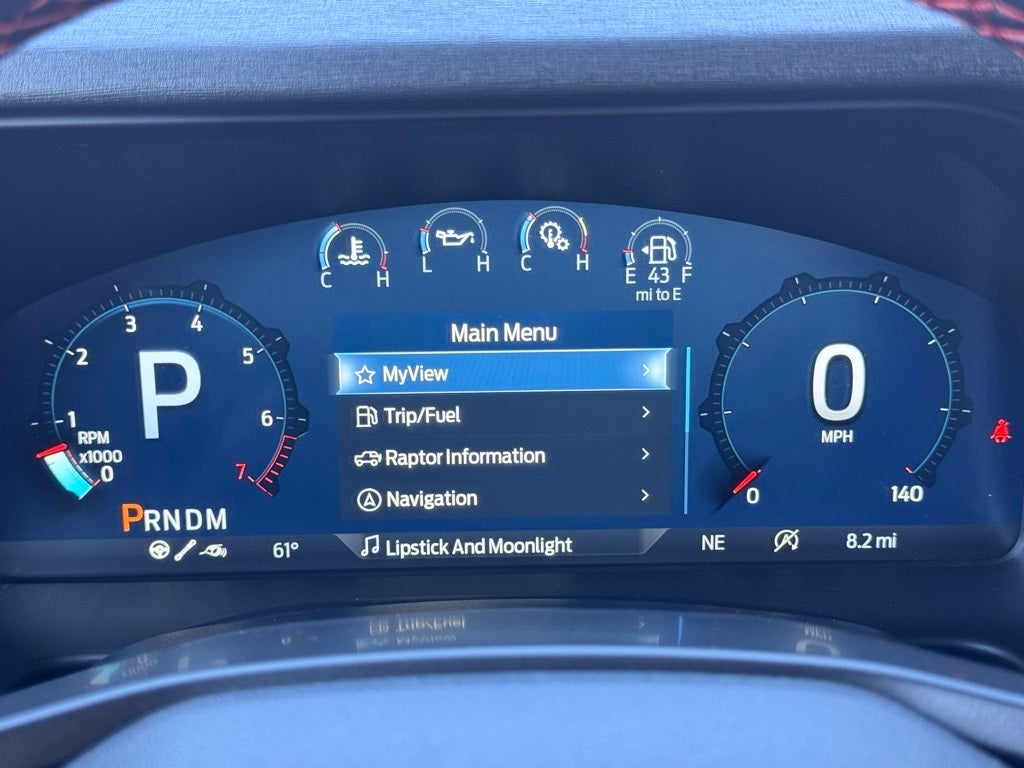 C H
L H
C H
E 43 F
mi to E
3 4
2 5
1 6
RPM
x1000
0 7
P
PRNDM
61°
Main Menu
MyView
Trip/Fuel
Raptor Information
Navigation
Lipstick And Moonlight
0
MPH
0 140
NE
8.2 mi